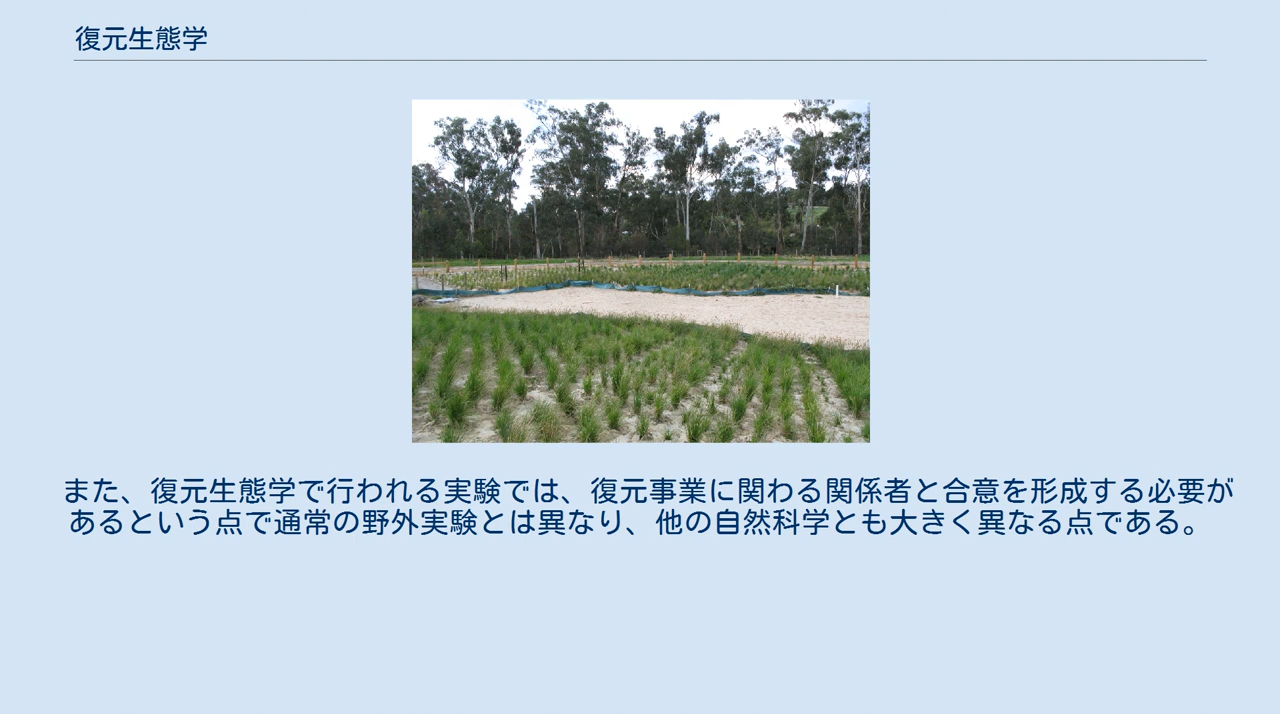 復元生態学
また、復元生態学で行われる実験では、復元事業に関わる関係者と合意を形成する必要が
あるという点で通常の野外実験とは異なり、他の自然科学とも大きく異なる点である。